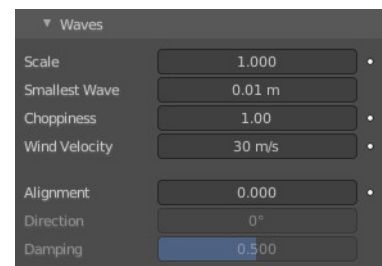 Waves
Scale 1.000
Smallest Wave 0.01 m
Choppiness 1.00
Wind Velocity 30 m/s
Alignment 0.000
Direction 0°
Damping 0.500